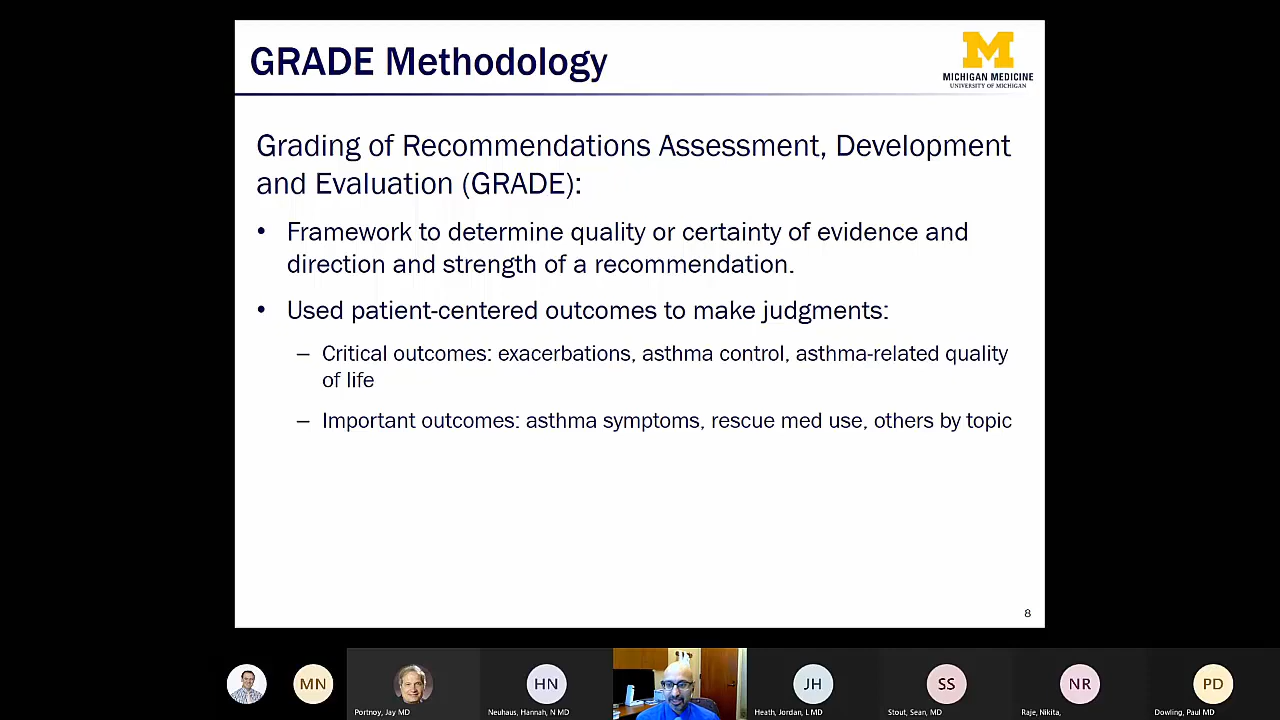 GRADE Methodology
M
MICHIGAN MEDICINE
UNIVERSITY OF MICHIGAN
Grading of Recommendations Assessment, Development
and Evaluation (GRADE):
• Framework to determine quality or certainty of evidence and
direction and strength of a recommendation.
• Used patient-centered outcomes to make judgments:
– Critical outcomes: exacerbations, asthma control, asthma-related quality
of life
– Important outcomes: asthma symptoms, rescue med use, others by topic
8
MN
HN
JH
SS
NR
PD
Portnoy, Jay MD
Neuhaus, Hannah, N MD
Heath, Jordan, L MD
Stout, Sean, MD
Raje, Nikita,
Dowling, Paul MD